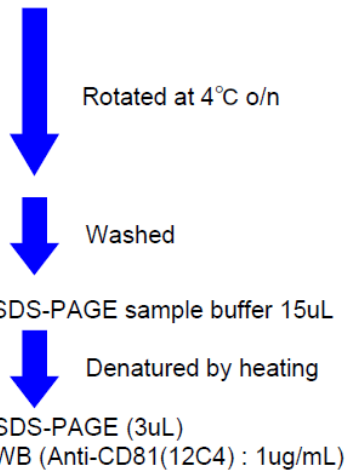 Rotated at 4℃ o/n
Washed
SDS-PAGE sample buffer 15uL
Denatured by heating
SDS-PAGE (3uL)
WB (Anti-CD81(12C4) : 1ug/mL)